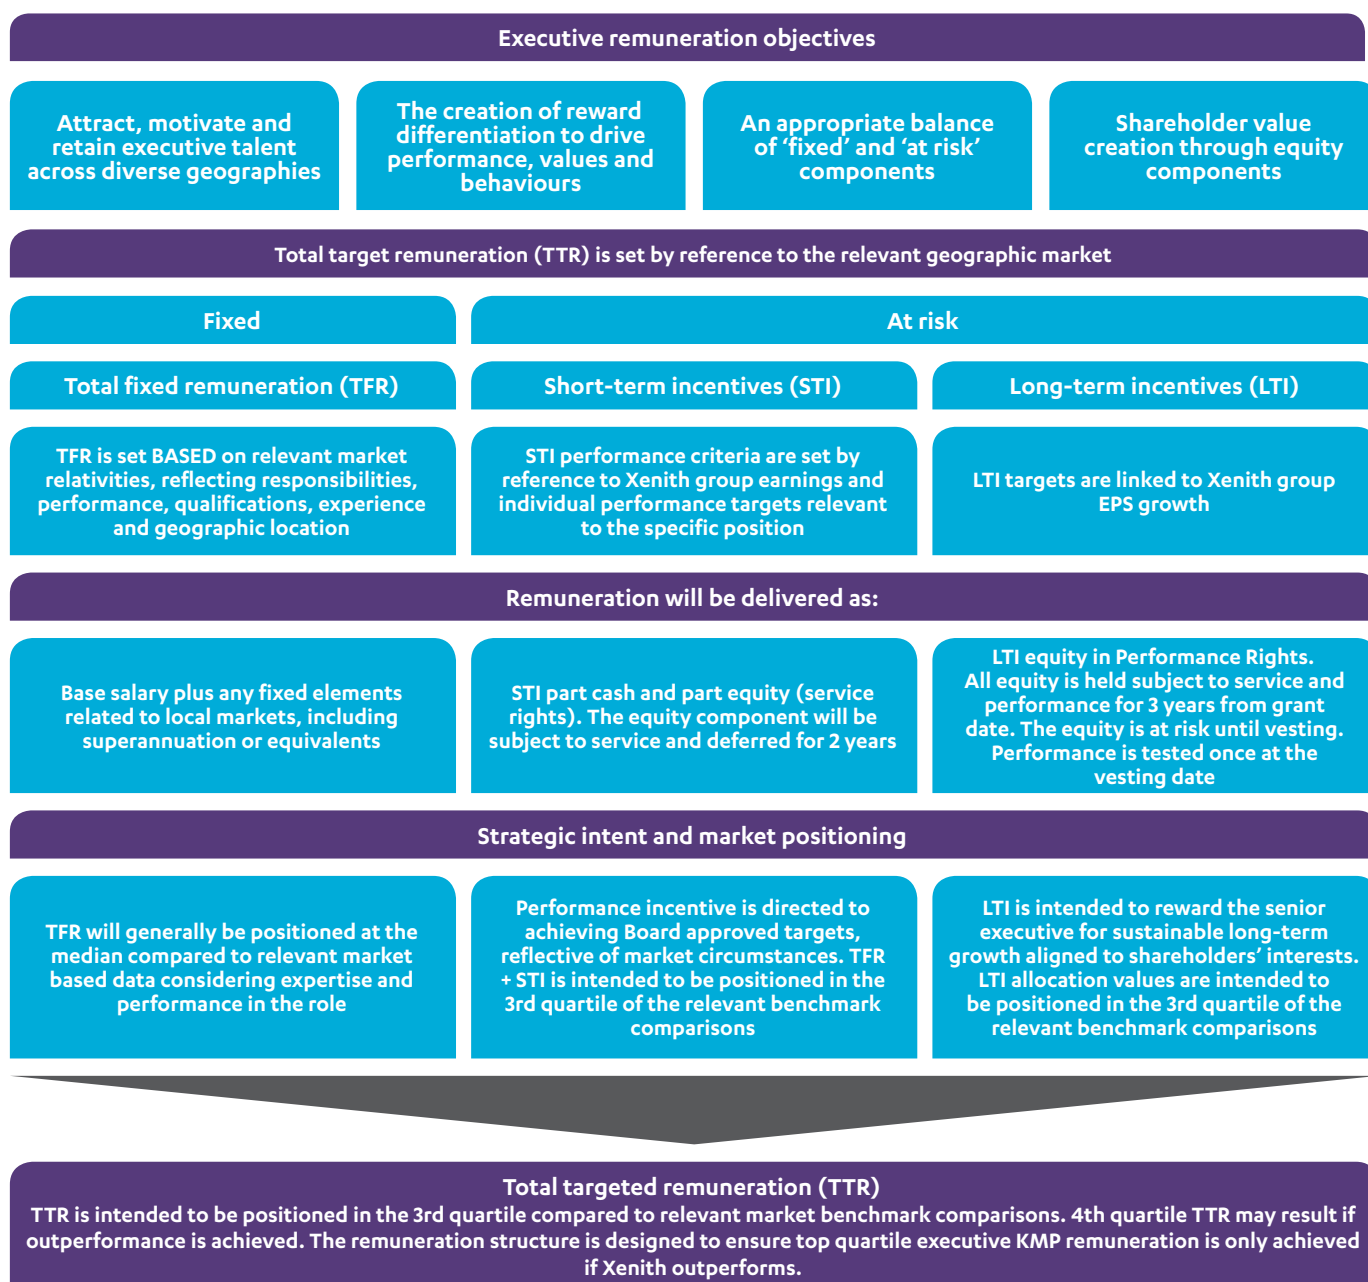 Executive remuneration objectives
Attract, motivate and
retain executive talent
across diverse geographies
The creation of reward
differentiation to drive
performance, values and
behaviours
An appropriate balance
of ‘fixed’ and ‘at risk’
components
Shareholder value
creation through equity
components
Total target remuneration (TTR) is set by reference to the relevant geographic market
Fixed
At risk
Total fixed remuneration (TFR)
Short-term incentives (STI)
Long-term incentives (LTI)
TFR is set BASED on relevant market
relativities, reflecting responsibilities,
performance, qualifications, experience
and geographic location
STI performance criteria are set by
reference to Xenith group earnings and
individual performance targets relevant
to the specific position
LTI targets are linked to Xenith group
EPS growth
Remuneration will be delivered as:
Base salary plus any fixed elements
related to local markets, including
superannuation or equivalents
STI part cash and part equity (service
rights). The equity component will be
subject to service and deferred for 2 years
LTI equity in Performance Rights.
All equity is held subject to service and
performance for 3 years from grant
date. The equity is at risk until vesting.
Performance is tested once at the
vesting date
Strategic intent and market positioning
TFR will generally be positioned at the
median compared to relevant market
based data considering expertise and
performance in the role
Performance incentive is directed to
achieving Board approved targets,
reflective of market circumstances. TFR
+ STI is intended to be positioned in the
3rd quartile of the relevant benchmark
comparisons
LTI is intended to reward the senior
executive for sustainable long-term
growth aligned to shareholders’ interests.
LTI allocation values are intended to
be positioned in the 3rd quartile of the
relevant benchmark comparisons
Total targeted remuneration (TTR)
TTR is intended to be positioned in the 3rd quartile compared to relevant market benchmark comparisons. 4th quartile TTR may result if
outperformance is achieved. The remuneration structure is designed to ensure top quartile executive KMP remuneration is only achieved
if Xenith outperforms.